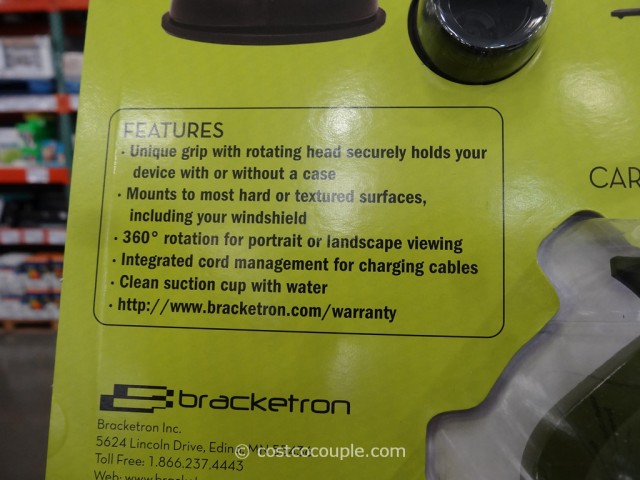 FEATURES
· Unique grip with rotating head securely holds your
device with or without a case
· Mounts to most hard or textured surfaces,
including your windshield
· 360° rotation for portrait or landscape viewing
· Integrated cord management for charging cables
· Clean suction cup with water
· http://www.bracketron.com/warranty
CAR
bracketron
Bracketron Inc.
5624 Lincoln Drive,
© costcocouple.com
Toll Free: 1.866.237.4443
Web: